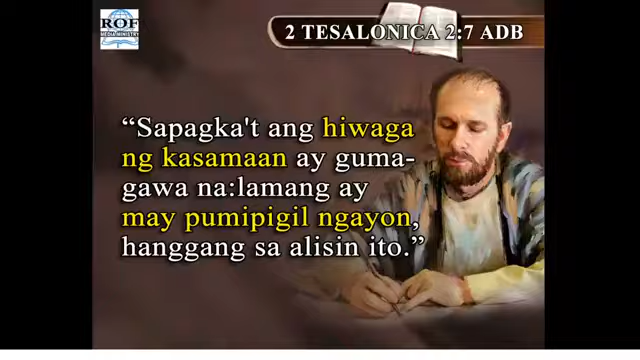 ROF
MEDIA MINISTRY
2 TESALONICA 2:7 ADB
“Sapagka't ang hiwaga
ng kasamaan ay guma-
gawa na:lamang ay
may pumipigil ngayon,
hanggang sa alisin ito.”